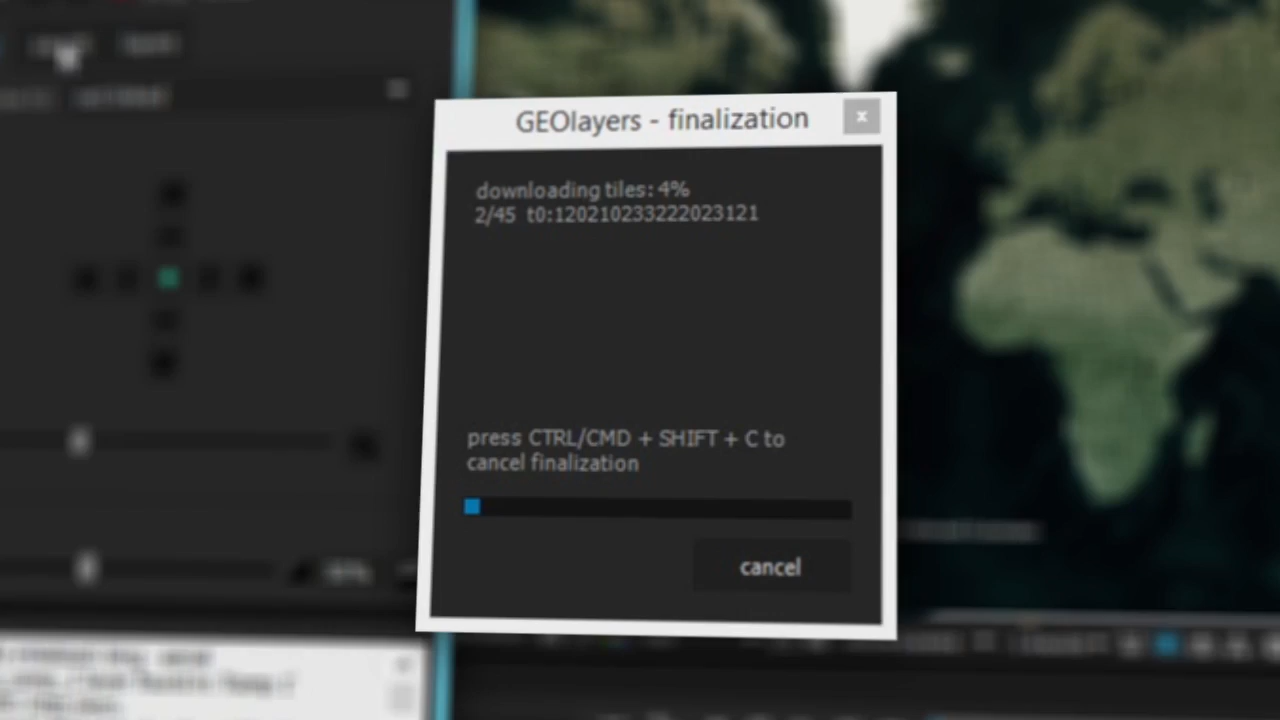 GEOlayers - finalization
x
downloading tiles: 4%
2/45 t0:120210233222023121
press CTRL/CMD + SHIFT + C to
cancel finalization
cancel